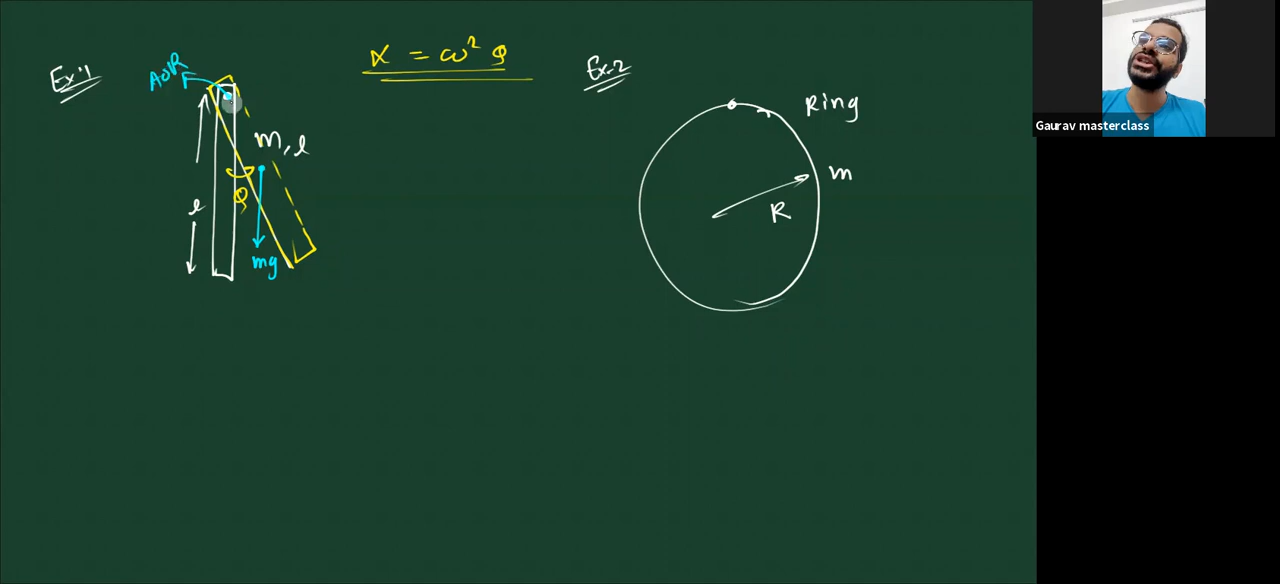 Ex:1
AOR
m, l
l
φ
mg
α = ω² φ
Ex-2
Ring
m
R
Gaurav masterclass